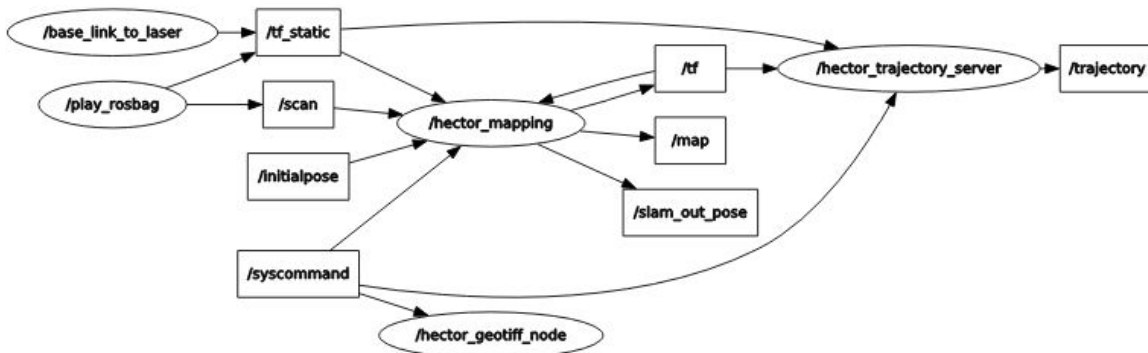 /base_link_to_laser
/tf_static
/play_rosbag
/scan
/initialpose
/syscommand
/hector_mapping
/hector_geotiff_node
/tf
/map
/slam_out_pose
/hector_trajectory_server
/trajectory